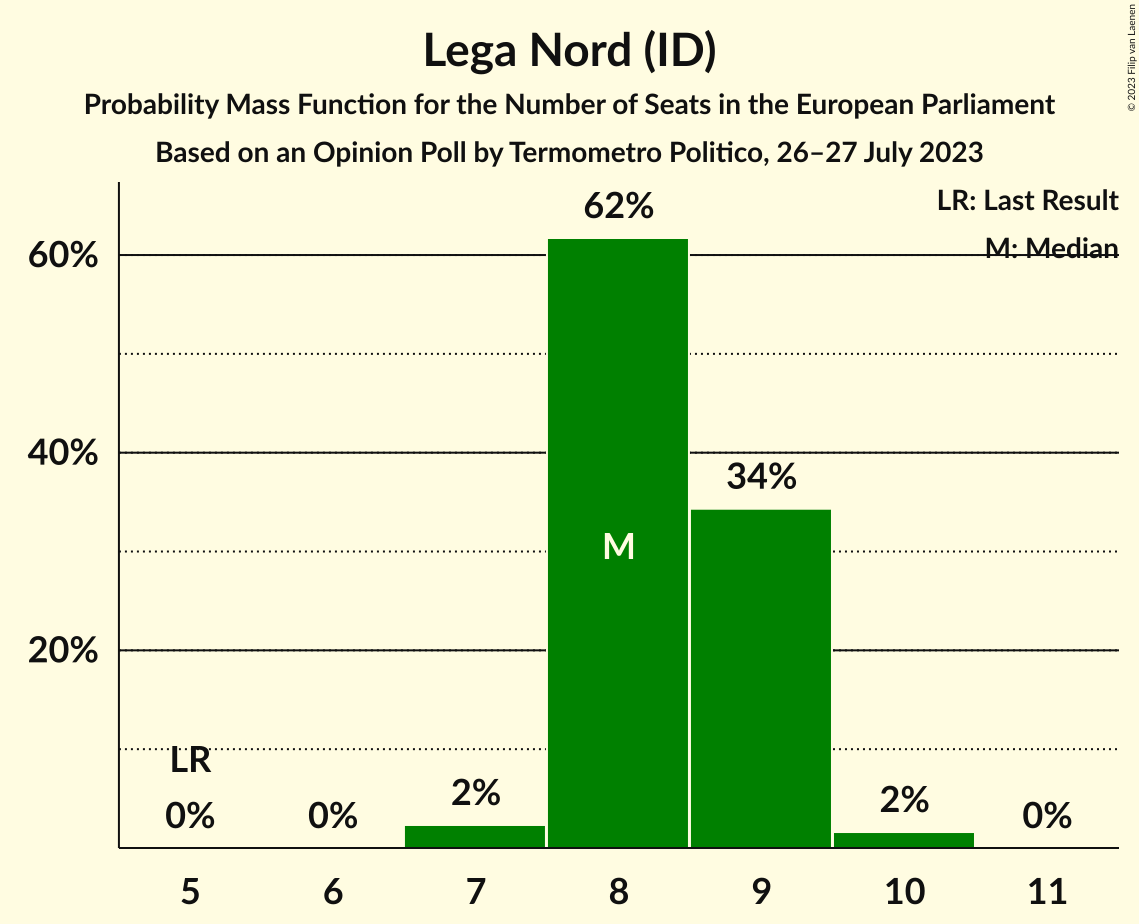 Lega Nord (ID)
Probability Mass Function for the Number of Seats in the European Parliament
Based on an Opinion Poll by Termometro Politico, 26–27 July 2023
© 2023 Filip van Laenen
LR: Last Result
M: Median
60%
40%
20%
62%
34%
M
LR
0%
0%
2%
2%
0%
5
6
7
8
9
10
11